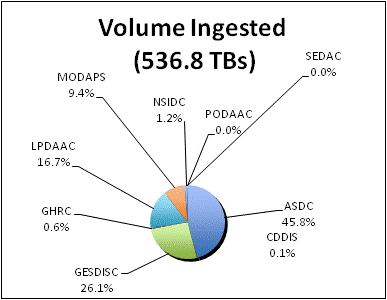 Volume Ingested
(536.8 TBs)
SEDAC
0.0%
MODAPS
9.4%
NSIDC
1.2%
PODAAC
0.0%
LPDAAC
16.7%
ASDC
45.8%
GHRC
0.6%
CDDIS
0.1%
GESDISC
26.1%